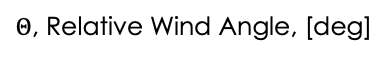 Θ, Relative Wind Angle, [deg]